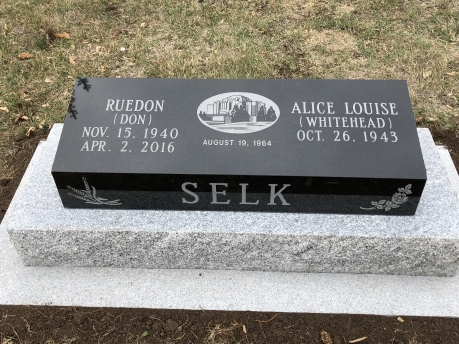 RUEDON
(DON)
NOV. 15, 1940
APR. 2, 2016
AUGUST 19, 1964
ALICE LOUISE
(WHITEHEAD)
OCT. 26, 1943
SELK